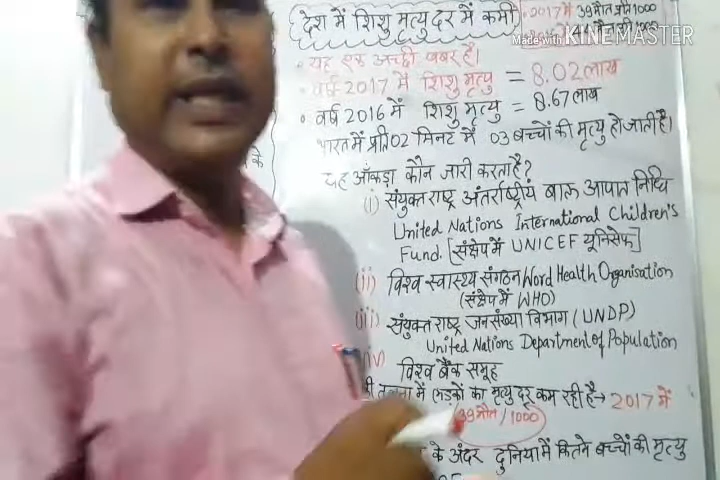 देश में शिशु मृत्यु दर में कमी
2017 में 39 मौत प्रति 1000
Made with KINEMASTER
• यह एक अच्छी खबर है।
• वर्ष 2017 में शिशु मृत्यु = 8.02 लाख
• वर्ष 2016 में शिशु मृत्यु = 8.67 लाख
भारत में प्रति 02 मिनट में 03 बच्चों की मृत्यु हो जाती है।
यह आँकड़ा कौन जारी करता है?
(i) संयुक्त राष्ट्र अंतर्राष्ट्रीय बाल आपात निधि
United Nations International Children's
Fund. [संक्षेप में UNICEF यूनिसेफ]
(ii) विश्व स्वास्थ्य संगठन Word Health Organisation
(संक्षेप में WHO)
(iii) संयुक्त राष्ट्र जनसंख्या विभाग (UNDP)
United Nations Department of Population
विश्व बैंक समूह
में लड़कों का मृत्यु दर कम रही है→ 2017 में
(39 मौत / 1000)
के अंदर दुनिया में कितने बच्चों की मृत्यु